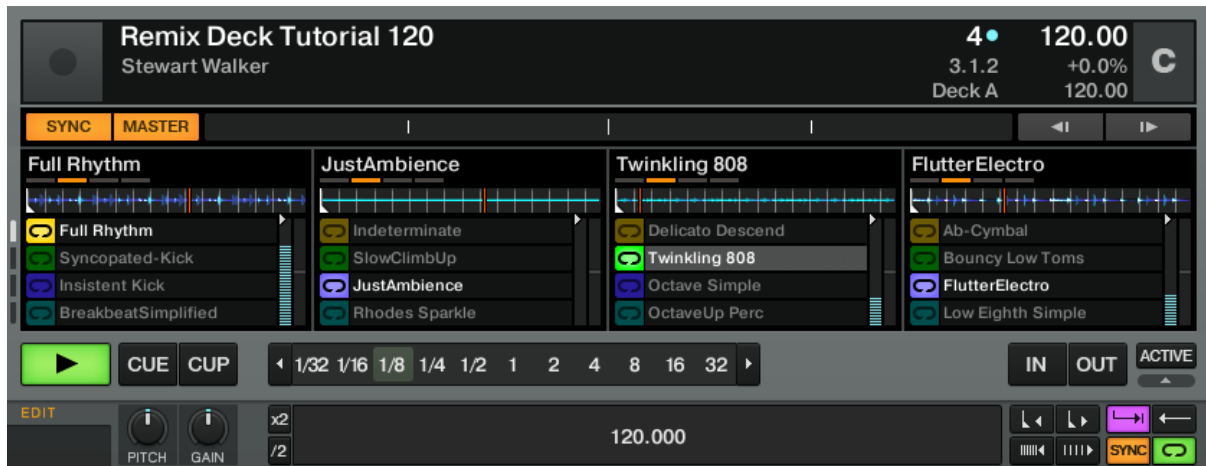 Remix Deck Tutorial 120 4 120.00
Stewart Walker 3.1.2 +0.0% C
Deck A 120.00
SYNC MASTER
Full Rhythm JustAmbience Twinkling 808 FlutterElectro
Full Rhythm Indeterminate Delicato Descend Ab-Cymbal
Syncopated-Kick SlowClimbUp Twinkling 808 Bouncy Low Toms
Insistent Kick JustAmbience Octave Simple FlutterElectro
BreakbeatSimplified Rhodes Sparkle OctaveUp Perc Low Eighth Simple
CUE CUP 1/32 1/16 1/8 1/4 1/2 1 2 4 8 16 32 IN OUT ACTIVE
EDIT x2
120.000
PITCH GAIN /2 SYNC